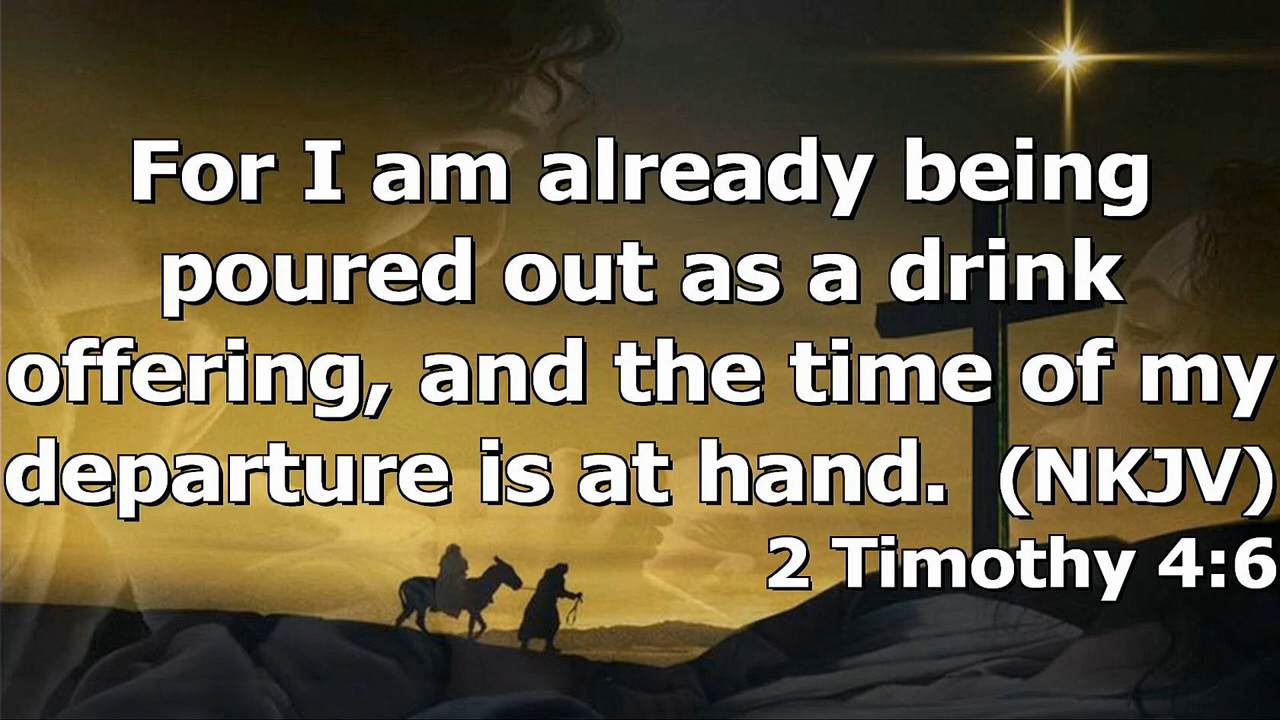 For I am already being
poured out as a drink
offering, and the time of my
departure is at hand.  (NKJV)
2 Timothy 4:6